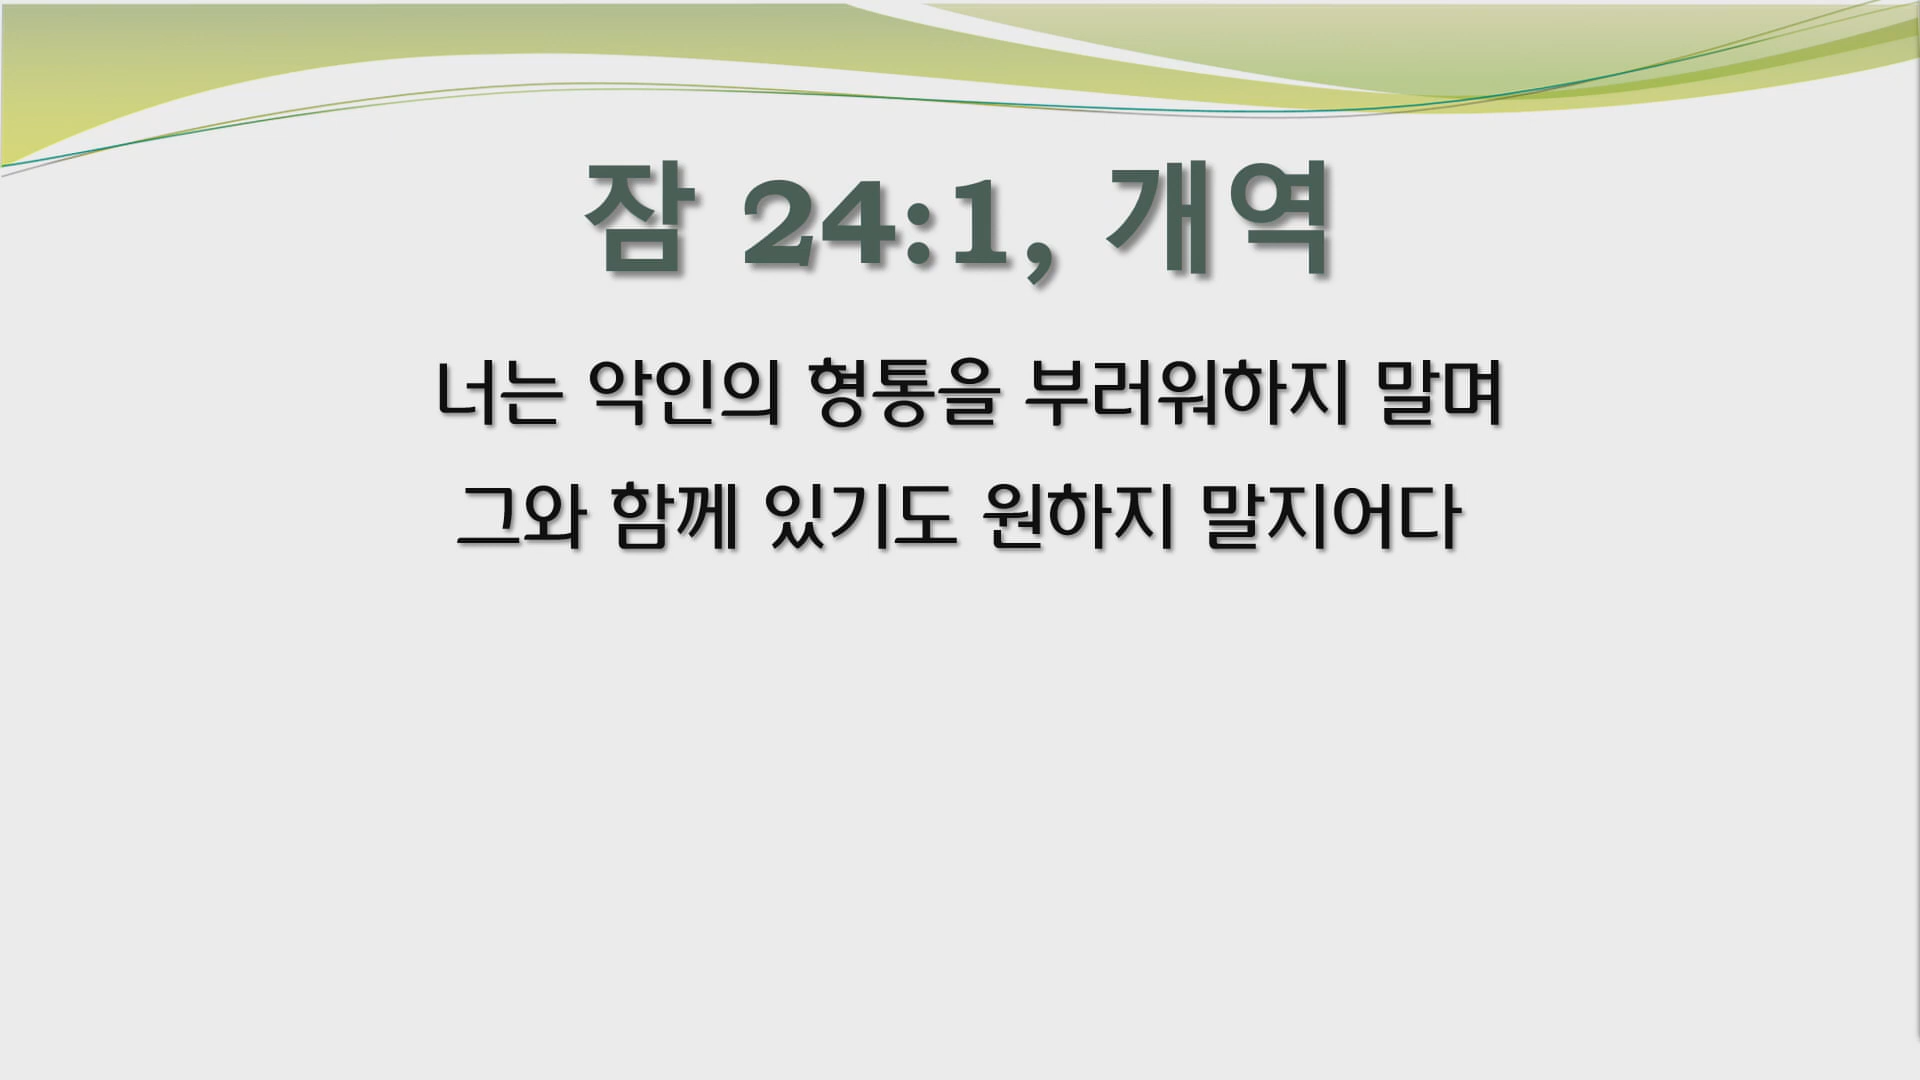 잠 24:1, 개역
너는 악인의 형통을 부러워하지 말며
그와 함께 있기도 원하지 말지어다